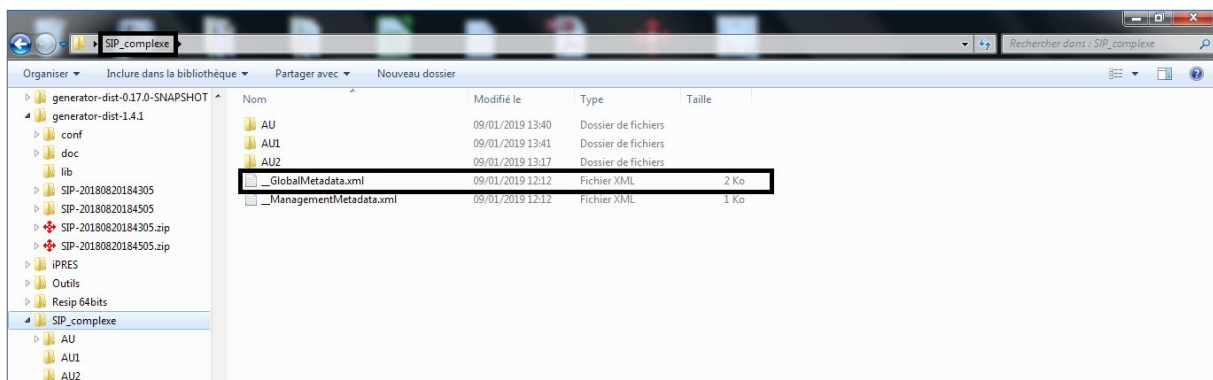 SIP_complexe
Rechercher dans : SIP_complexe
Organiser Inclure dans la bibliothèque Partager avec Nouveau dossier
generator-dist-0.17.0-SNAPSHOT
generator-dist-1.4.1
conf
doc
lib
SIP-20180820184305
SIP-20180820184505
SIP-20180820184305.zip
SIP-20180820184505.zip
iPRES
Outils
Resip 64bits
SIP_complexe
AU
AU1
AU2
Nom Modifié le Type Taille
AU 09/01/2019 13:40 Dossier de fichiers
AU1 09/01/2019 13:41 Dossier de fichiers
AU2 09/01/2019 13:17 Dossier de fichiers
__GlobalMetadata.xml 09/01/2019 12:12 Fichier XML 2 Ko
__ManagementMetadata.xml 09/01/2019 12:12 Fichier XML 1 Ko